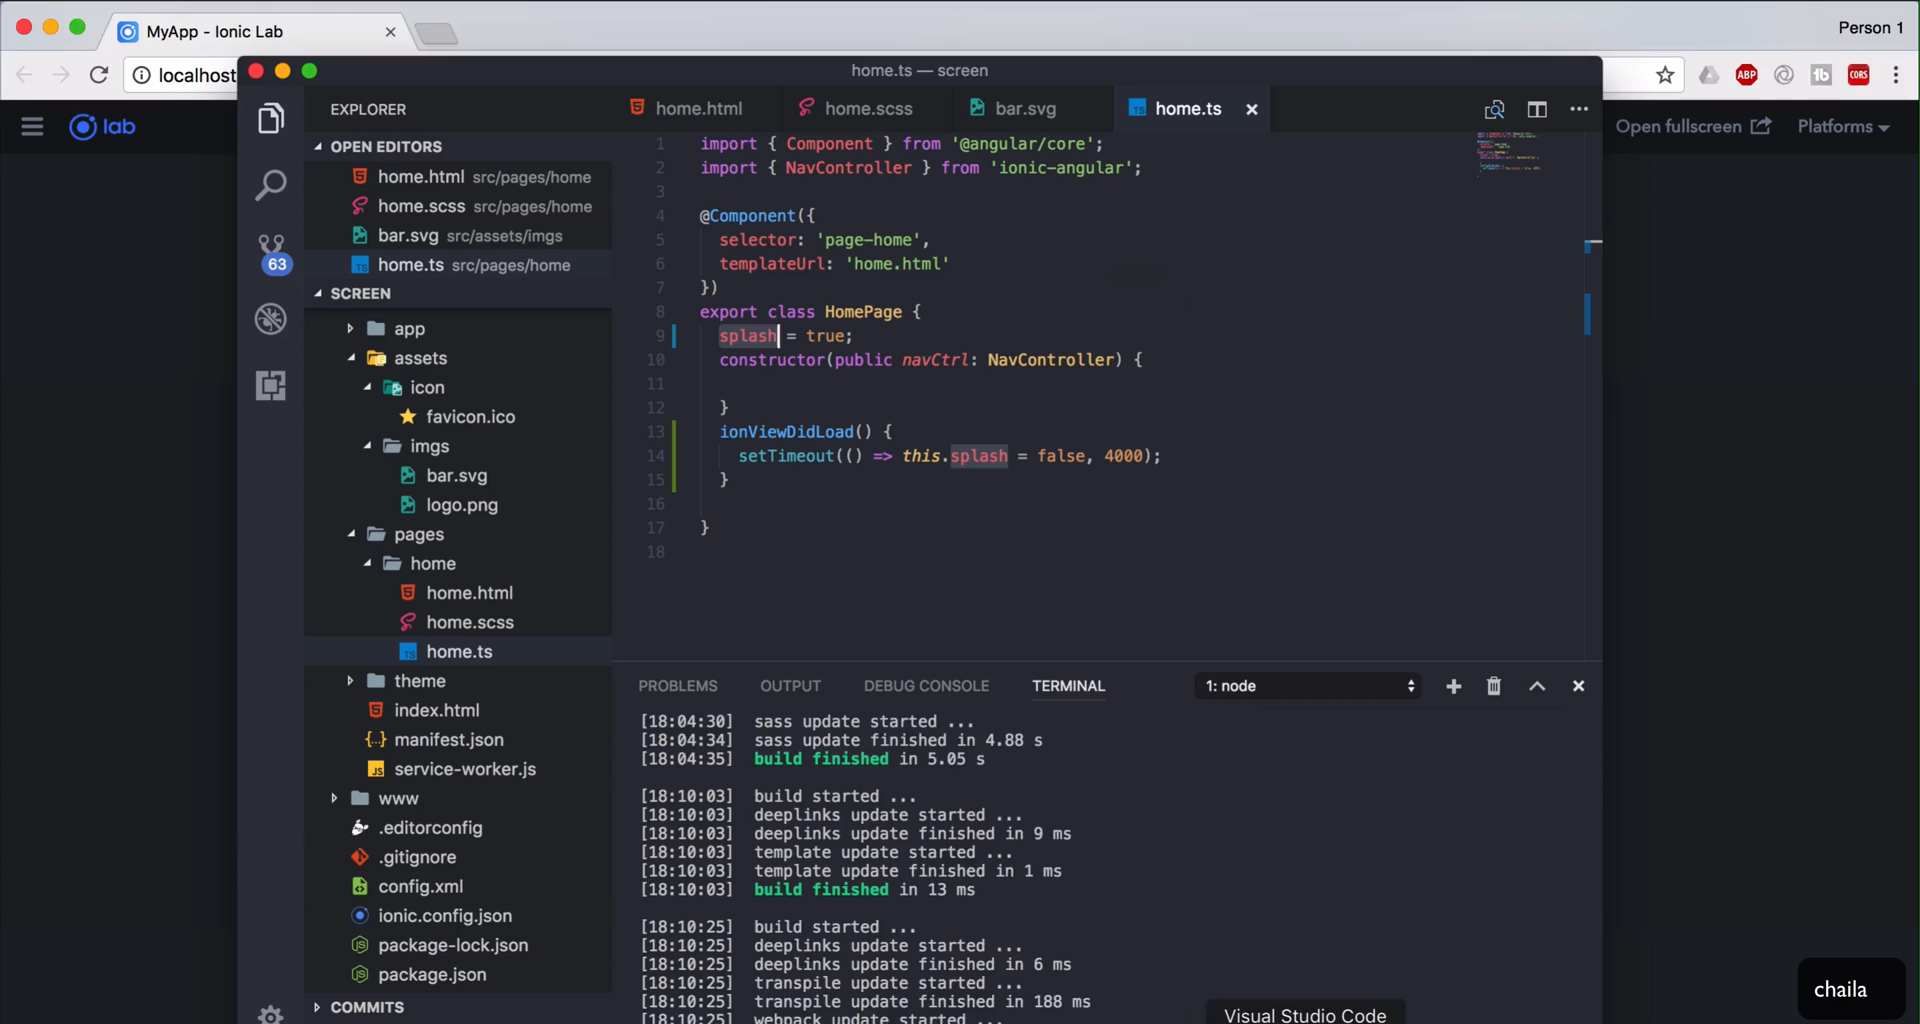 MyApp - Ionic Lab
Person 1
localhost
home.ts — screen
ABP
tb
CORS
lab
Open fullscreen
Platforms
EXPLORER
OPEN EDITORS
home.html src/pages/home
home.scss src/pages/home
bar.svg src/assets/imgs
TS home.ts src/pages/home
63
SCREEN
app
assets
icon
favicon.ico
imgs
bar.svg
logo.png
pages
home
home.html
home.scss
TS home.ts
theme
index.html
{..} manifest.json
JS service-worker.js
www
.editorconfig
.gitignore
config.xml
ionic.config.json
package-lock.json
package.json
COMMITS
home.html
home.scss
bar.svg
TS home.ts
1 import { Component } from '@angular/core';
2 import { NavController } from 'ionic-angular';
3
4 @Component({
5 selector: 'page-home',
6 templateUrl: 'home.html'
7 })
8 export class HomePage {
9 splash = true;
10 constructor(public navCtrl: NavController) {
11
12 }
13 ionViewDidLoad() {
14 setTimeout(() => this.splash = false, 4000);
15 }
16
17 }
18
PROBLEMS OUTPUT DEBUG CONSOLE TERMINAL
1: node
[18:04:30] sass update started ...
[18:04:34] sass update finished in 4.88 s
[18:04:35] build finished in 5.05 s
[18:10:03] build started ...
[18:10:03] deeplinks update started ...
[18:10:03] deeplinks update finished in 9 ms
[18:10:03] template update started ...
[18:10:03] template update finished in 1 ms
[18:10:03] build finished in 13 ms
[18:10:25] build started ...
[18:10:25] deeplinks update started ...
[18:10:25] deeplinks update finished in 6 ms
[18:10:25] transpile update started ...
[18:10:25] transpile update finished in 188 ms
[18:10:25] webpack update started ...
Visual Studio Code
chaila